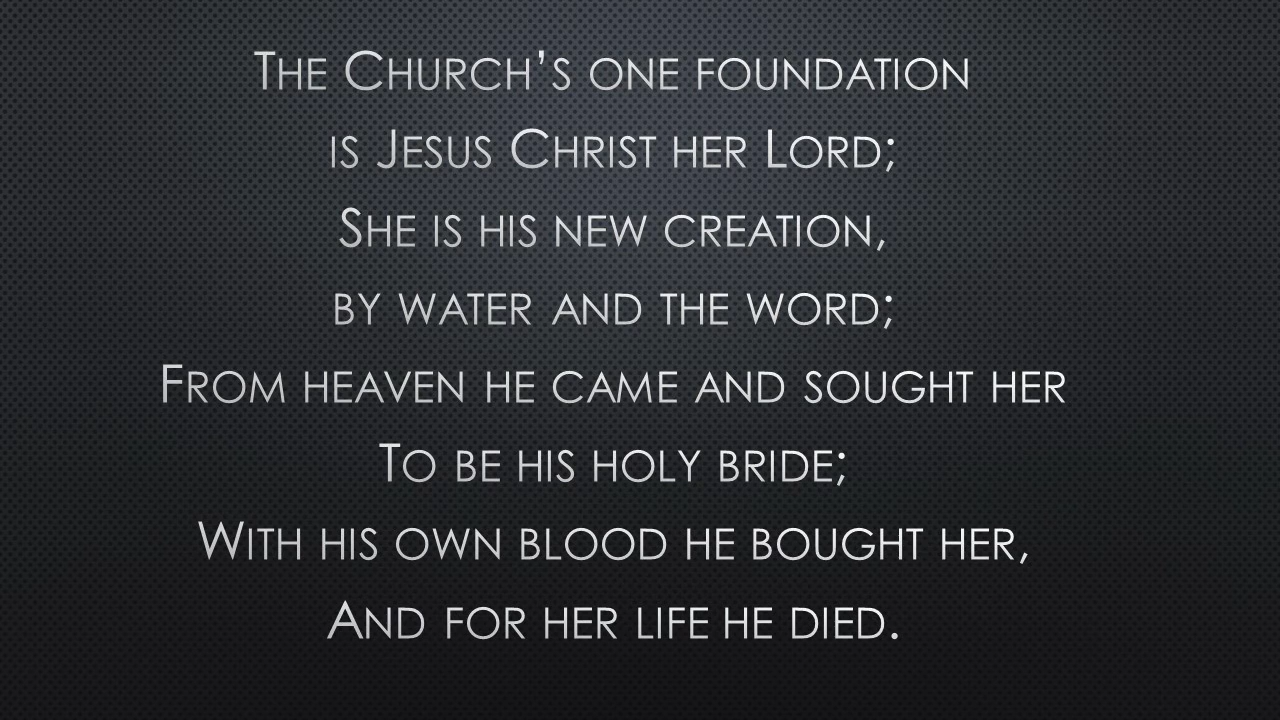 The Church’s one foundation
is Jesus Christ her Lord;
She is his new creation,
by water and the word;
From heaven he came and sought her
To be his holy bride;
With his own blood he bought her,
And for her life he died.